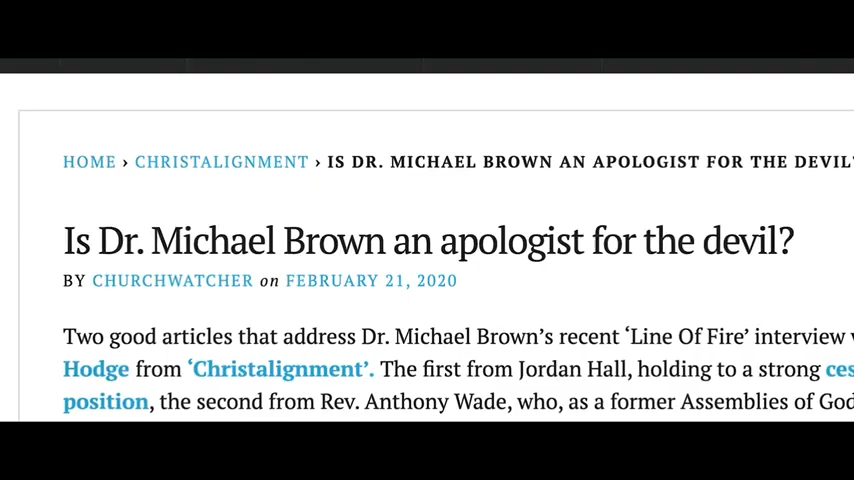 HOME › CHRISTALIGNMENT › IS DR. MICHAEL BROWN AN APOLOGIST FOR THE DEVIL?
Is Dr. Michael Brown an apologist for the devil?
BY CHURCHWATCHER on FEBRUARY 21, 2020
Two good articles that address Dr. Michael Brown’s recent ‘Line Of Fire’ interview
Hodge from ‘Christalignment’. The first from Jordan Hall, holding to a strong
position, the second from Rev. Anthony Wade, who, as a former Assemblies of God